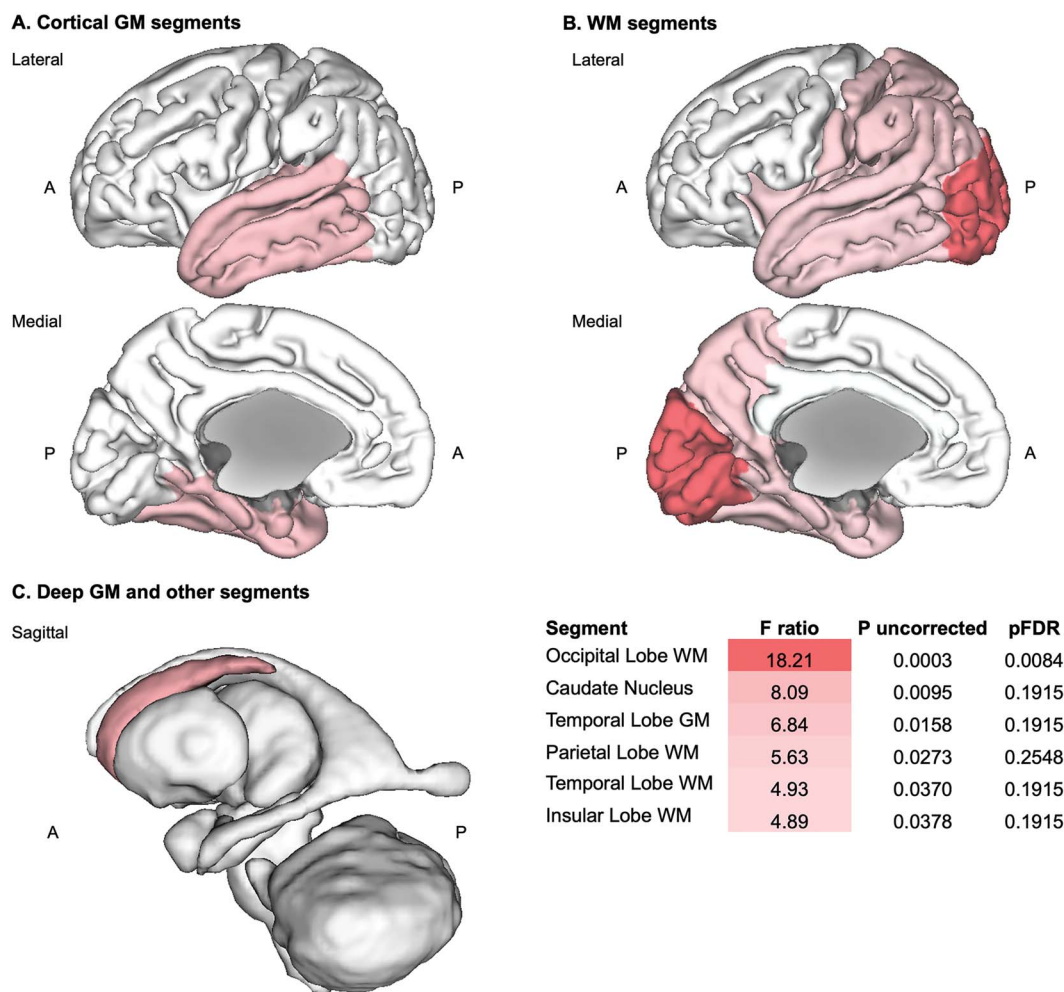 A. Cortical GM segments
Lateral
A
P
Medial
P
A
B. WM segments
Lateral
A
P
Medial
P
A
C. Deep GM and other segments
Sagittal
A
P
Segment F ratio P uncorrected pFDR
Occipital Lobe WM 18.21 0.0003 0.0084
Caudate Nucleus 8.09 0.0095 0.1915
Temporal Lobe GM 6.84 0.0158 0.1915
Parietal Lobe WM 5.63 0.0273 0.2548
Temporal Lobe WM 4.93 0.0370 0.1915
Insular Lobe WM 4.89 0.0378 0.1915